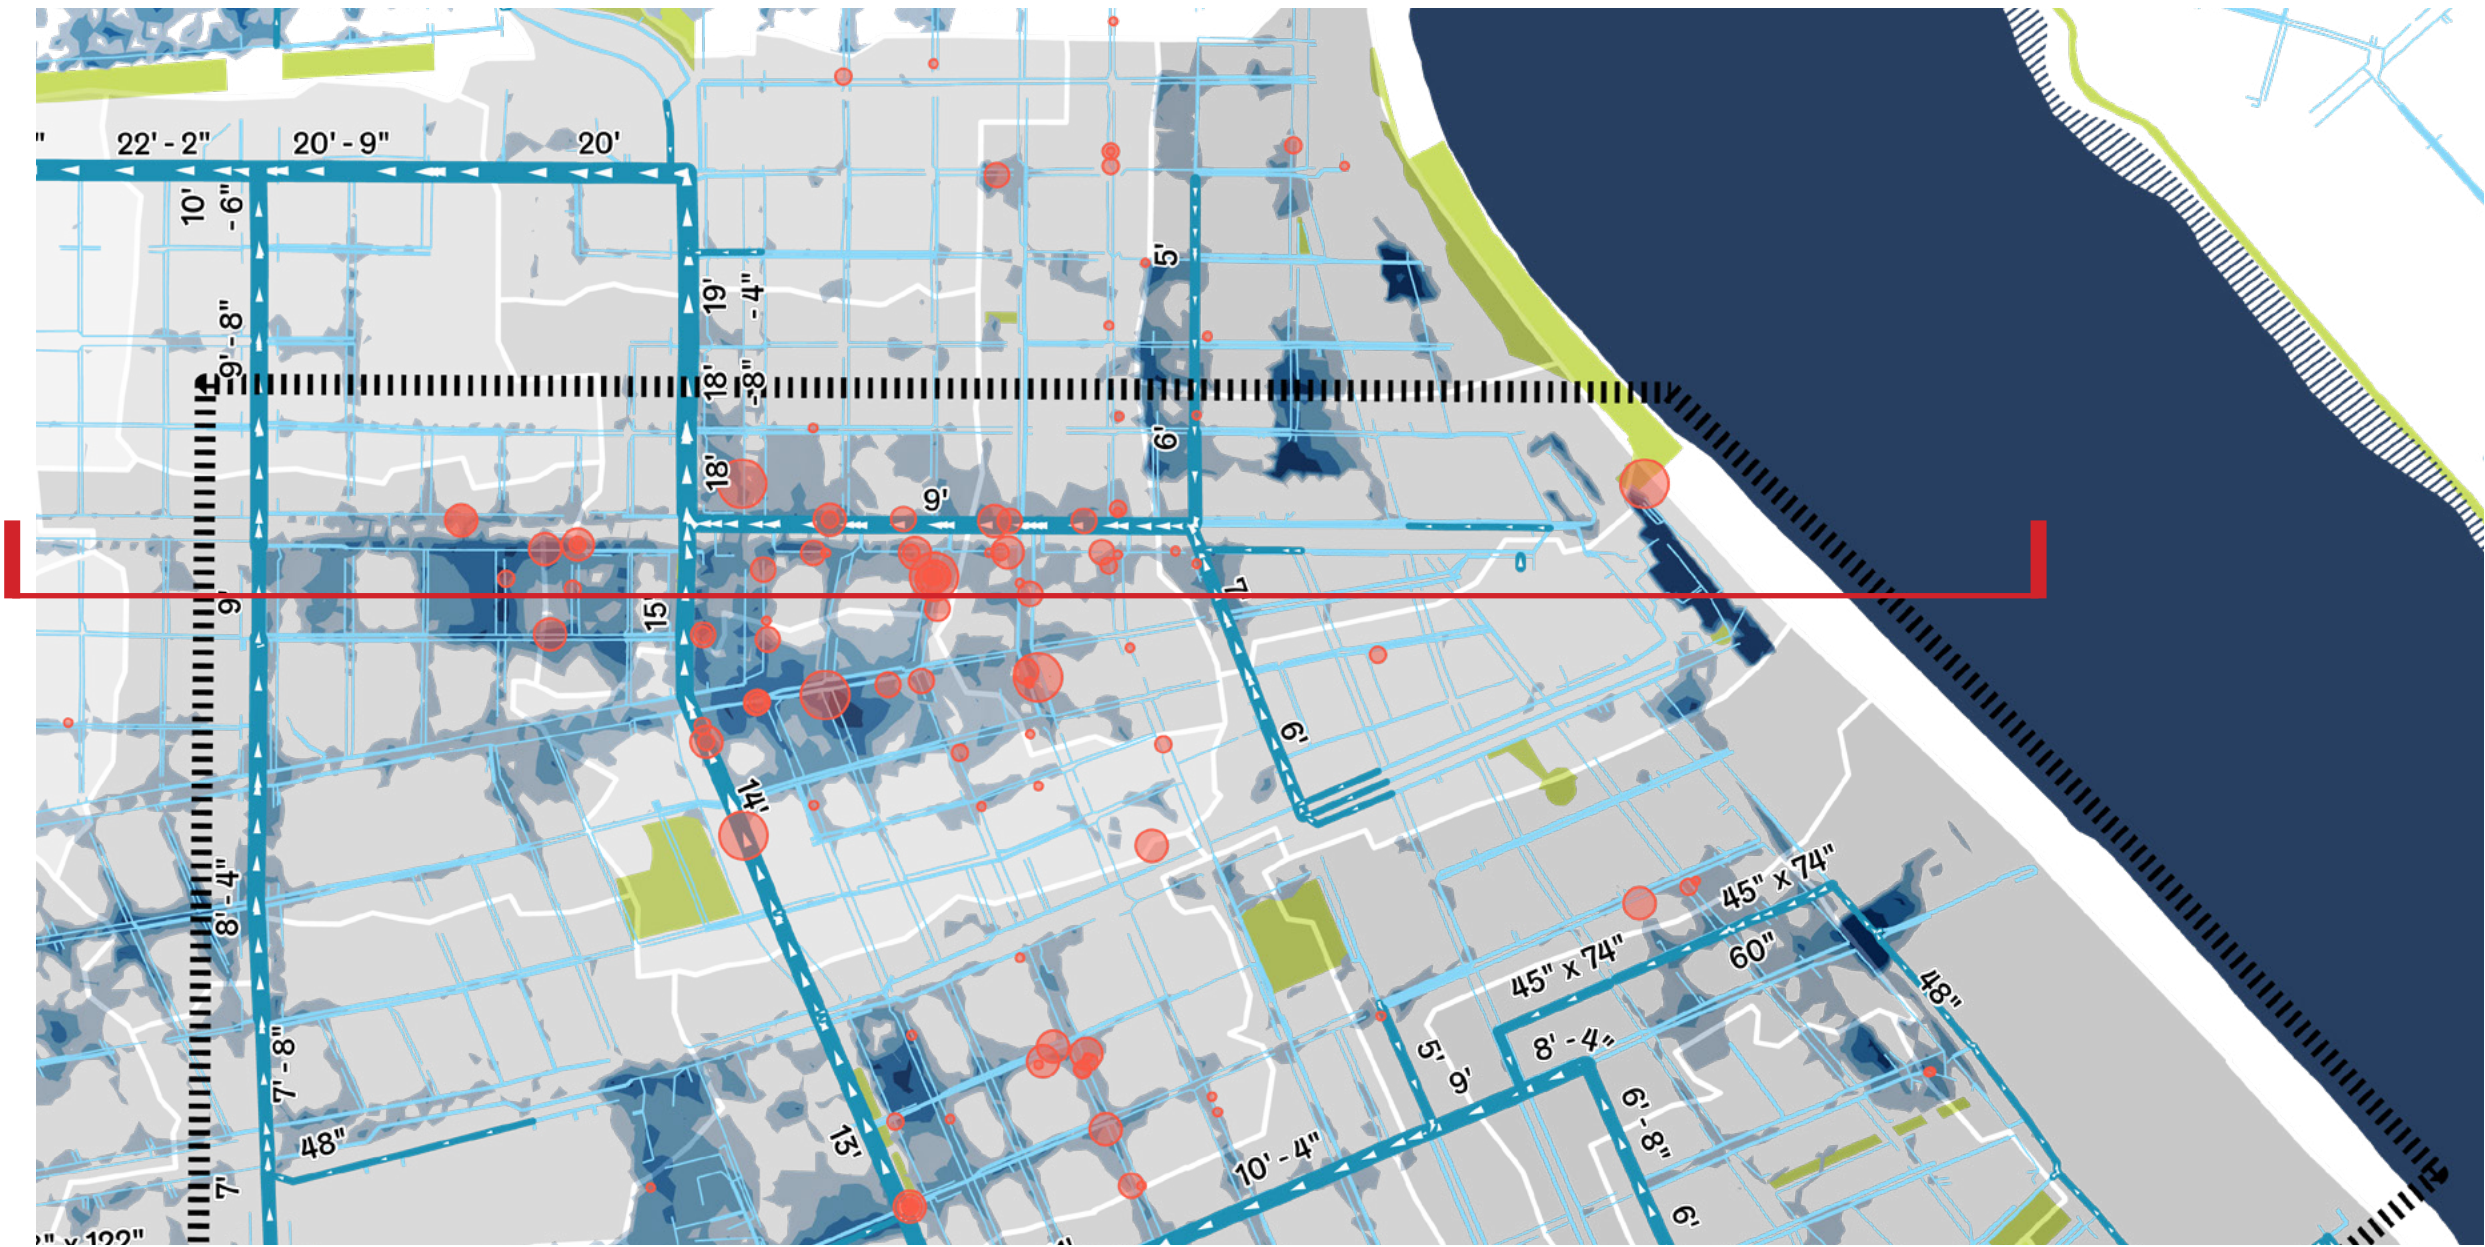 22' - 2"
20' - 9"
20'
10' - 6"
9' - 8"
19' - 4"
5'
18' - 8"
18'
6'
9'
9'
15'
7'
6'
14'
8' - 4"
45" x 74"
45" x 74"
60"
48"
7' - 8"
8' - 4"
5'
9'
6' - 8"
48"
13'
10' - 4"
7'
6'
x 122"